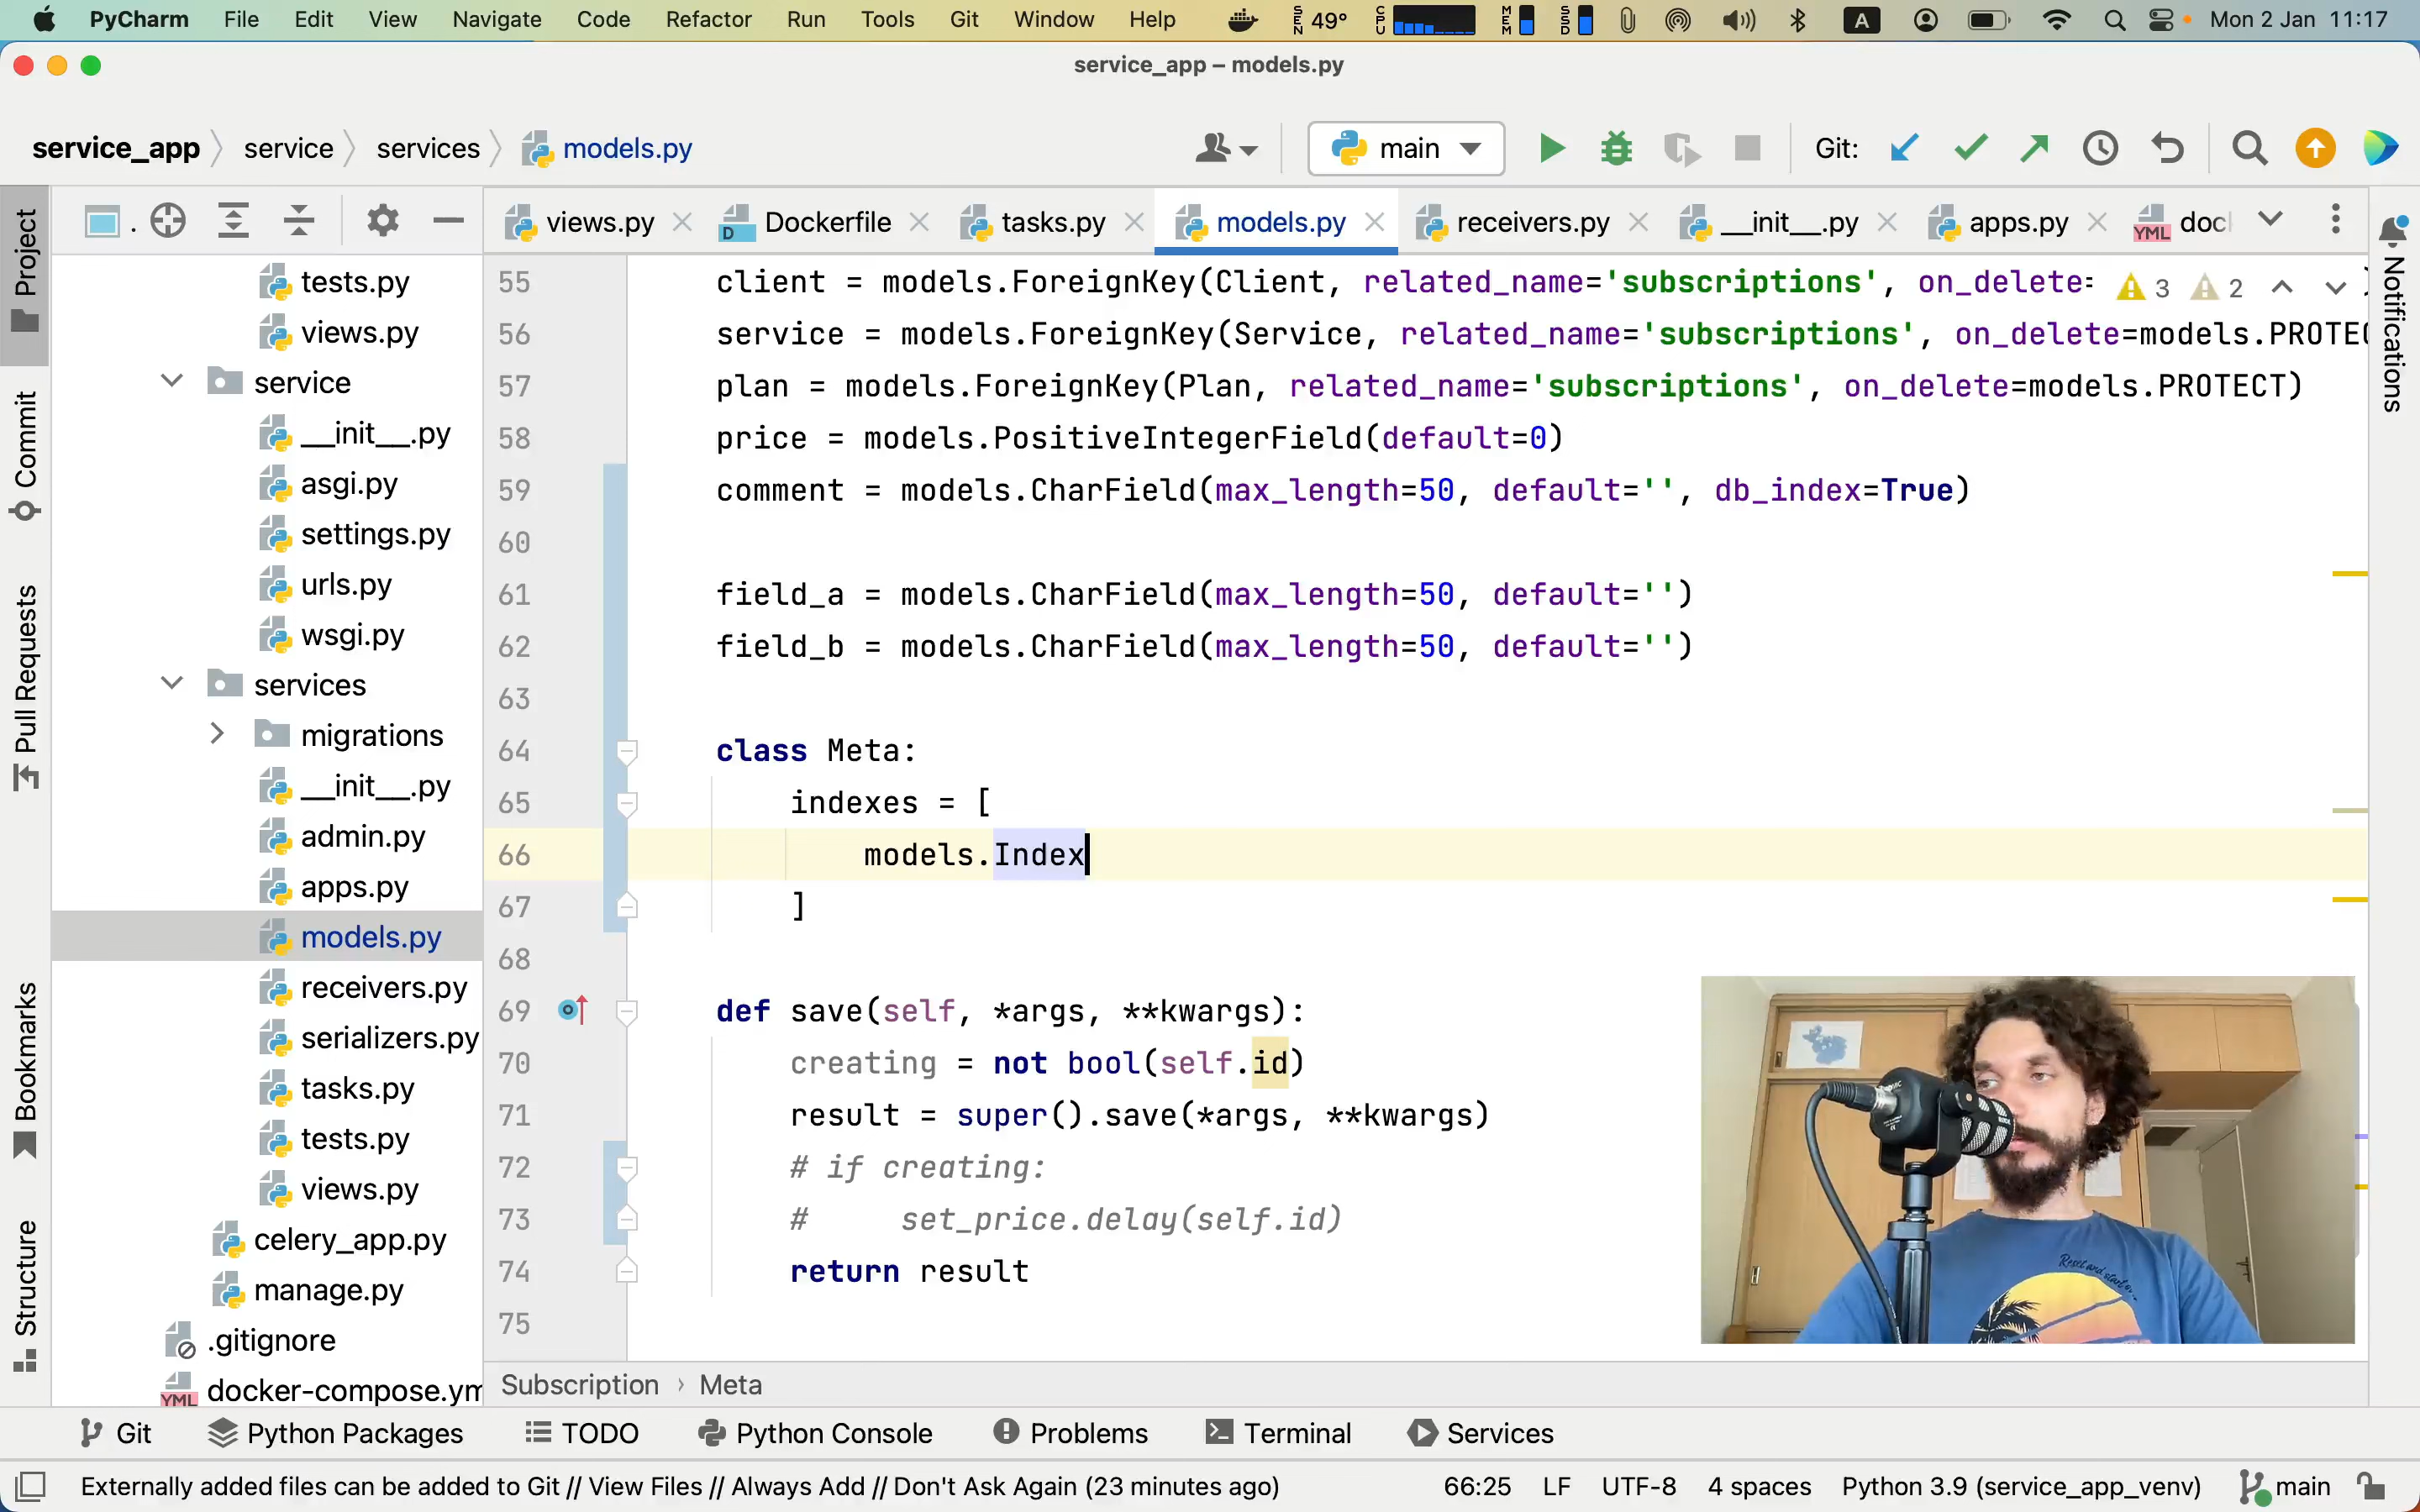 PyCharm File Edit View Navigate Code Refactor Run Tools Git Window Help SEN 49° CPU MEM SSD A Mon 2 Jan 11:17
service_app – models.py
service_app service services models.py main Git:
views.py Dockerfile tasks.py models.py receivers.py __init__.py apps.py doc
Project
Commit
Pull Requests
Bookmarks
Structure
Notifications
tests.py
views.py
service
__init__.py
asgi.py
settings.py
urls.py
wsgi.py
services
migrations
__init__.py
admin.py
apps.py
models.py
receivers.py
serializers.py
tasks.py
tests.py
views.py
celery_app.py
manage.py
.gitignore
docker-compose.ym
3 2
55 client = models.ForeignKey(Client, related_name='subscriptions', on_delete=
56 service = models.ForeignKey(Service, related_name='subscriptions', on_delete=models.PROTEC
57 plan = models.ForeignKey(Plan, related_name='subscriptions', on_delete=models.PROTECT)
58 price = models.PositiveIntegerField(default=0)
59 comment = models.CharField(max_length=50, default='', db_index=True)
60
61 field_a = models.CharField(max_length=50, default='')
62 field_b = models.CharField(max_length=50, default='')
63
64 class Meta:
65 indexes = [
66 models.Index
67 ]
68
69 def save(self, *args, **kwargs):
70 creating = not bool(self.id)
71 result = super().save(*args, **kwargs)
72 # if creating:
73 # set_price.delay(self.id)
74 return result
75
Reset and start
Subscription › Meta
Git Python Packages TODO Python Console Problems Terminal Services
Externally added files can be added to Git // View Files // Always Add // Don't Ask Again (23 minutes ago) 66:25 LF UTF-8 4 spaces Python 3.9 (service_app_venv) main